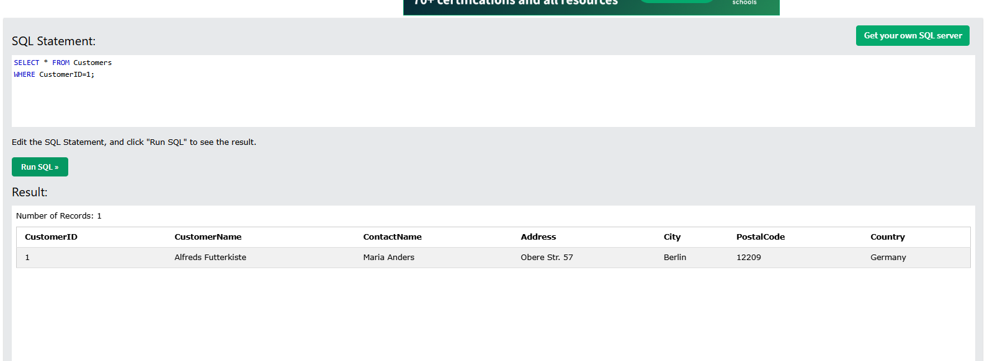 70+ certifications and all resources
schools
Get your own SQL server
SQL Statement:
SELECT * FROM Customers
WHERE CustomerID=1;
Edit the SQL Statement, and click "Run SQL" to see the result.
Run SQL »
Result:
Number of Records: 1
CustomerID CustomerName ContactName Address City PostalCode Country
1 Alfreds Futterkiste Maria Anders Obere Str. 57 Berlin 12209 Germany